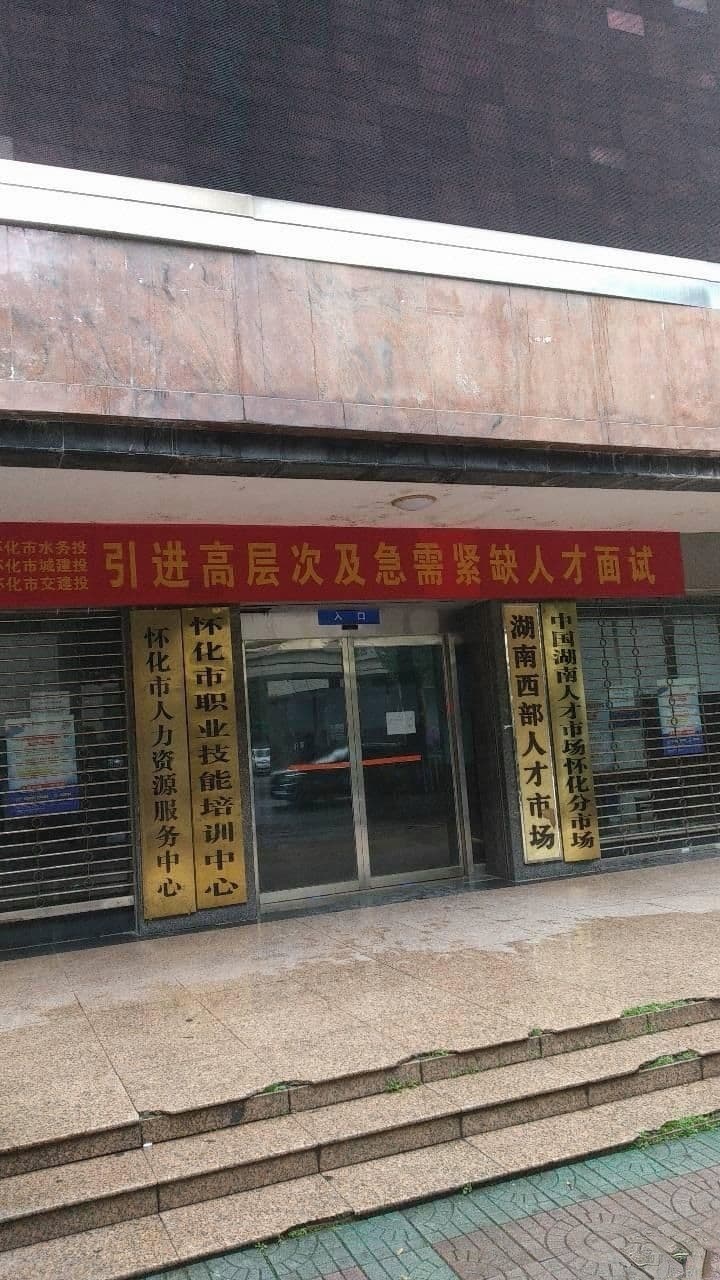 怀化市水务投
怀化市城建投
怀化市交建投
引进高层次及急需紧缺人才面试
入口
怀化市人力资源服务中心
怀化市职业技能培训中心
湖南西部人才市场
中国湖南人才市场怀化分市场